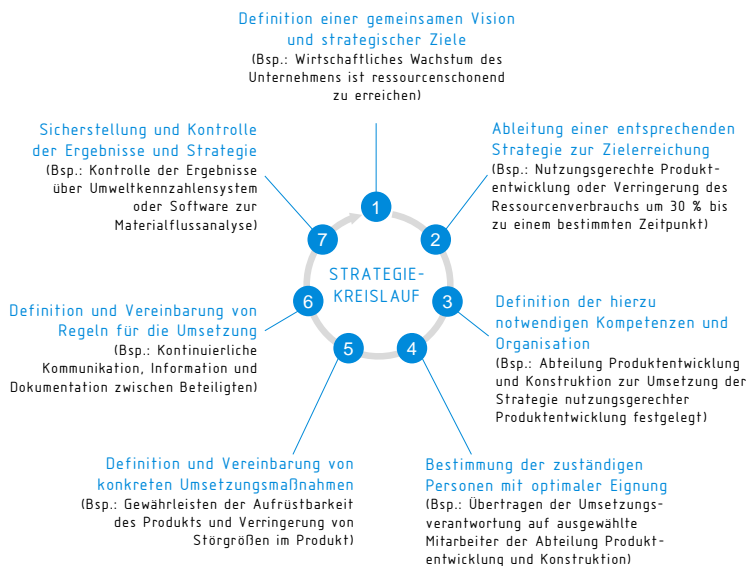 Definition einer gemeinsamen Vision
und strategischer Ziele
(Bsp.: Wirtschaftliches Wachstum des
Unternehmens ist ressourcenschonend
zu erreichen)
Ableitung einer entsprechenden
Strategie zur Zielerreichung
(Bsp.: Nutzungsgerechte Produkt-
entwicklung oder Verringerung des
Ressourcenverbrauchs um 30 % bis
zu einem bestimmten Zeitpunkt)
Definition der hierzu
notwendigen Kompetenzen und
Organisation
(Bsp.: Abteilung Produktentwicklung
und Konstruktion zur Umsetzung der
Strategie nutzungsgerechter
Produktentwicklung festgelegt)
Bestimmung der zuständigen
Personen mit optimaler Eignung
(Bsp.: Übertragen der Umsetzungs-
verantwortung auf ausgewählte
Mitarbeiter der Abteilung Produkt-
entwicklung und Konstruktion)
Definition und Vereinbarung von
konkreten Umsetzungsmaßnahmen
(Bsp.: Gewährleisten der Aufrüstbarkeit
des Produkts und Verringerung von
Störgrößen im Produkt)
Definition und Vereinbarung von
Regeln für die Umsetzung
(Bsp.: Kontinuierliche
Kommunikation, Information und
Dokumentation zwischen Beteiligten)
Sicherstellung und Kontrolle
der Ergebnisse und Strategie
(Bsp.: Kontrolle der Ergebnisse
über Umweltkennzahlensystem
oder Software zur
Materialflussanalyse)
STRATEGIE-
KREISLAUF
1
2
3
4
5
6
7